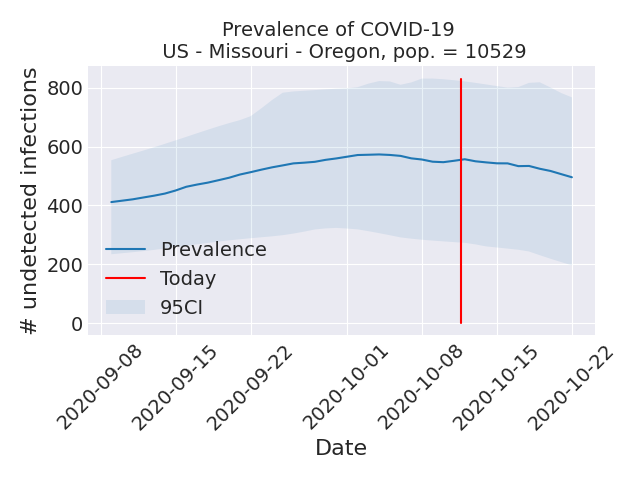 Prevalence of COVID-19
US - Missouri - Oregon, pop. = 10529
# undetected infections
800
600
400
200
0
Prevalence
Today
95CI
2020-09-08
2020-09-15
2020-09-22
2020-10-01
2020-10-08
2020-10-15
2020-10-22
Date